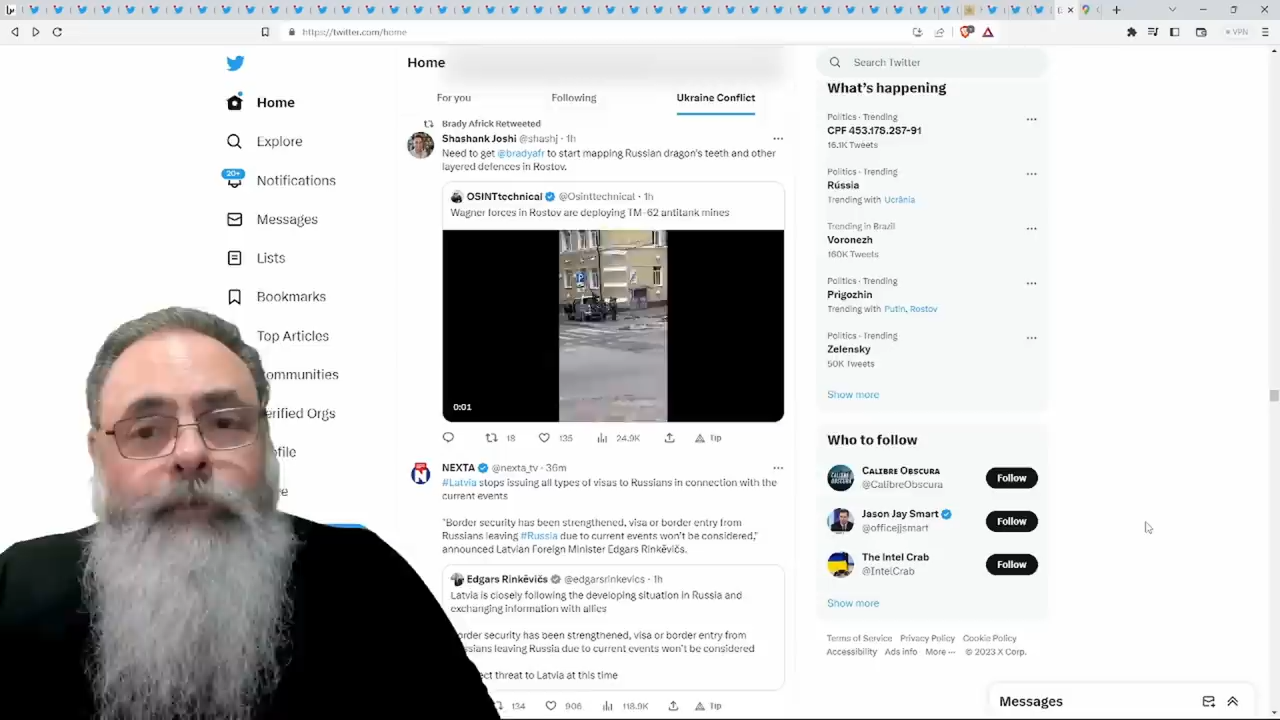 https://twitter.com/home
VPN
Home
Explore
20+
Notifications
Messages
Lists
Bookmarks
Top Articles
ommunities
erified Orgs
ofile
Home
For you
Following
Ukraine Conflict
Brady Africk Retweeted
Shashank Joshi @shashj · 1h
Need to get @bradyafr to start mapping Russian dragon's teeth and other
layered defences in Rostov.
OSINTtechnical @Osinttechnical · 1h
Wagner forces in Rostov are deploying TM-62 antitank mines
0:01
18
135
24.9K
Tip
NEXTA @nexta_tv · 36m
#Latvia stops issuing all types of visas to Russians in connection with the
current events
"Border security has been strengthened, visa or border entry from
Russians leaving #Russia due to current events won't be considered,"
announced Latvian Foreign Minister Edgars Rinkēvičs.
Edgars Rinkēvičs @edgarsrinkevics · 1h
Latvia is closely following the developing situation in Russia and
exchanging information with allies
order security has been strengthened, visa or border entry from
ssians leaving Russia due to current events won't be considered
ect threat to Latvia at this time
134
906
118.9K
Tip
Search Twitter
What's happening
Politics · Trending
CPF 453.178.287-91
16.1K Tweets
Politics · Trending
Rússia
Trending with Ucrânia
Trending in Brazil
Voronezh
160K Tweets
Politics · Trending
Prigozhin
Trending with Putin, Rostov
Politics · Trending
Zelensky
50K Tweets
Show more
Who to follow
Calibre Obscura
@CalibreObscura
Follow
Jason Jay Smart
@officejjsmart
Follow
The Intel Crab
@IntelCrab
Follow
Show more
Terms of Service Privacy Policy Cookie Policy
Accessibility Ads info More ··· © 2023 X Corp.
Messages